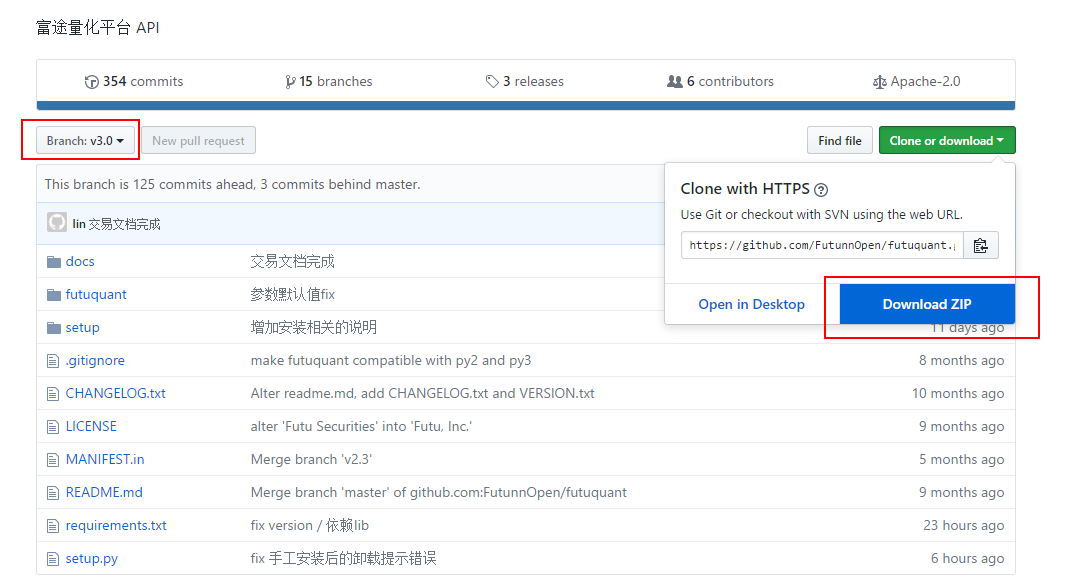 富途量化平台 API
354 commits 15 branches 3 releases 6 contributors Apache-2.0
Branch: v3.0 New pull request Find file Clone or download
This branch is 125 commits ahead, 3 commits behind master.
Clone with HTTPS
Use Git or checkout with SVN using the web URL.
https://github.com/FutunnOpen/futuquant.
Open in Desktop Download ZIP
lin 交易文档完成
docs 交易文档完成
futuquant 参数默认值fix
setup 增加安装相关的说明 11 days ago
.gitignore make futuquant compatible with py2 and py3 8 months ago
CHANGELOG.txt Alter readme.md, add CHANGELOG.txt and VERSION.txt 10 months ago
LICENSE alter 'Futu Securities' into 'Futu, Inc.' 9 months ago
MANIFEST.in Merge branch 'v2.3' 5 months ago
README.md Merge branch 'master' of github.com:FutunnOpen/futuquant 9 months ago
requirements.txt fix version / 依赖lib 23 hours ago
setup.py fix 手工安装后的卸载提示错误 6 hours ago